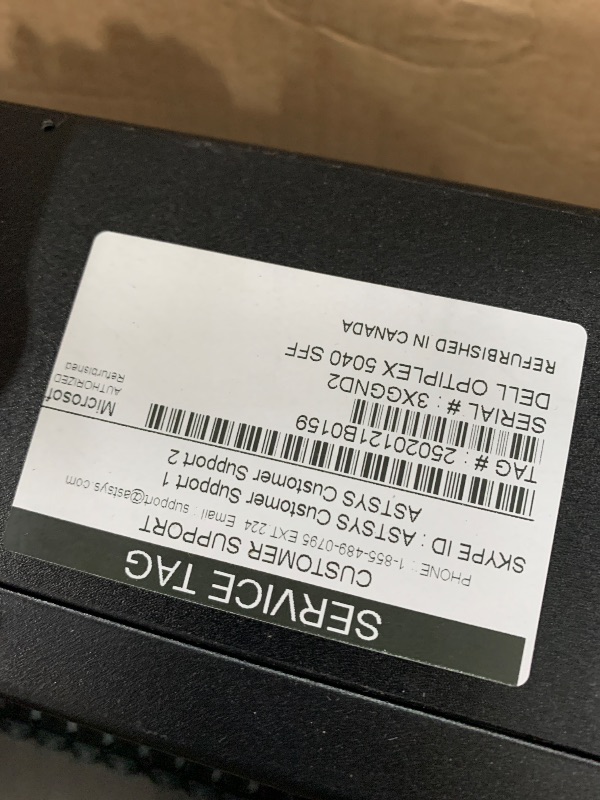 SERVICE TAG
CUSTOMER SUPPORT
PHONE : 1-855-489-0795 EXT. 224 Email : support@astsys.com
SKYPE ID : ASTSYS Customer Support 1
ASTSYS Customer Support 2
TAG # : 25020121B0159
SERIAL # : 3XGGND2
DELL OPTIPLEX 5040 SFF
REFURBISHED IN CANADA
Microsoft
AUTHORIZED
Refurbished